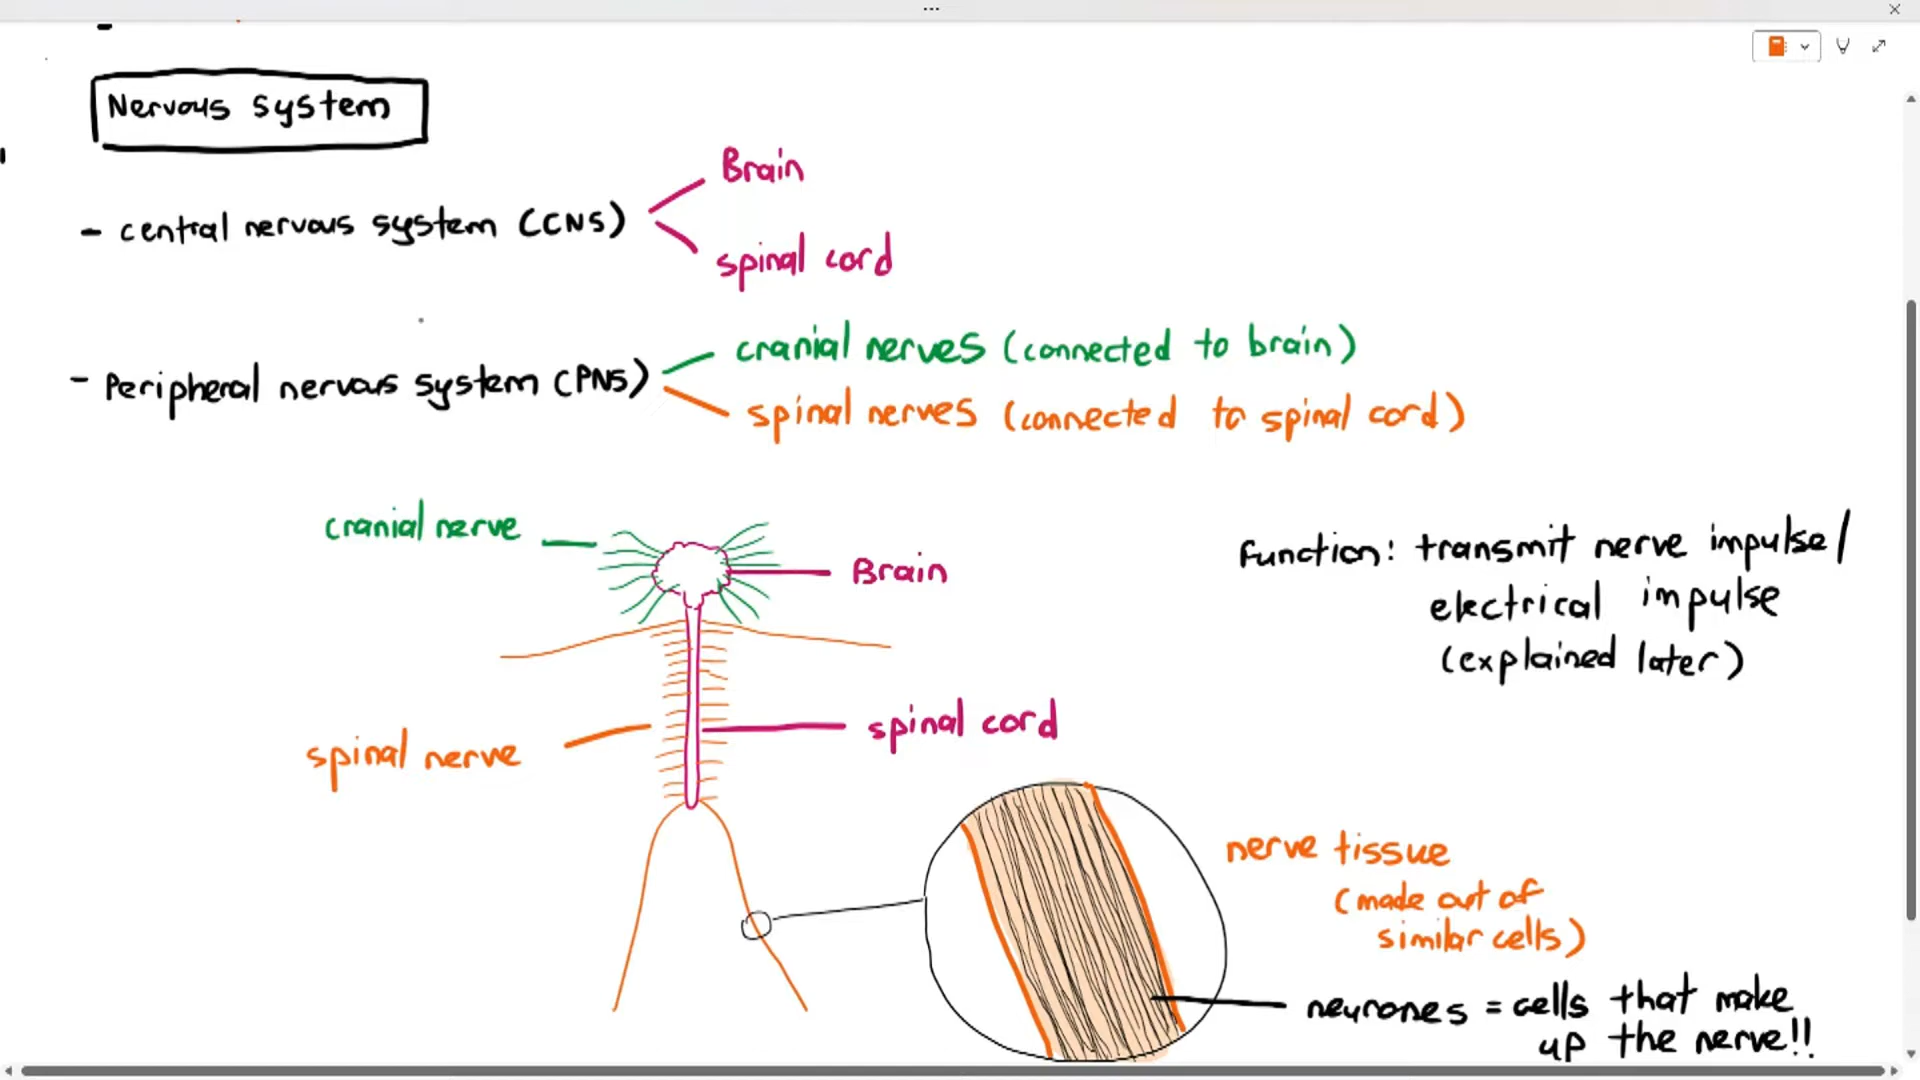 Nervous system
Brain
- central nervous system (CNS)
spinal cord
cranial nerves (connected to brain)
- Peripheral nervous system (PNS)
spinal nerves (connected to spinal cord)
cranial nerve
Brain
Function: transmit nerve impulse/
electrical impulse
(explained later)
spinal cord
spinal nerve
nerve tissue
(made out of
similar cells)
neurones = cells that make
up the nerve!!